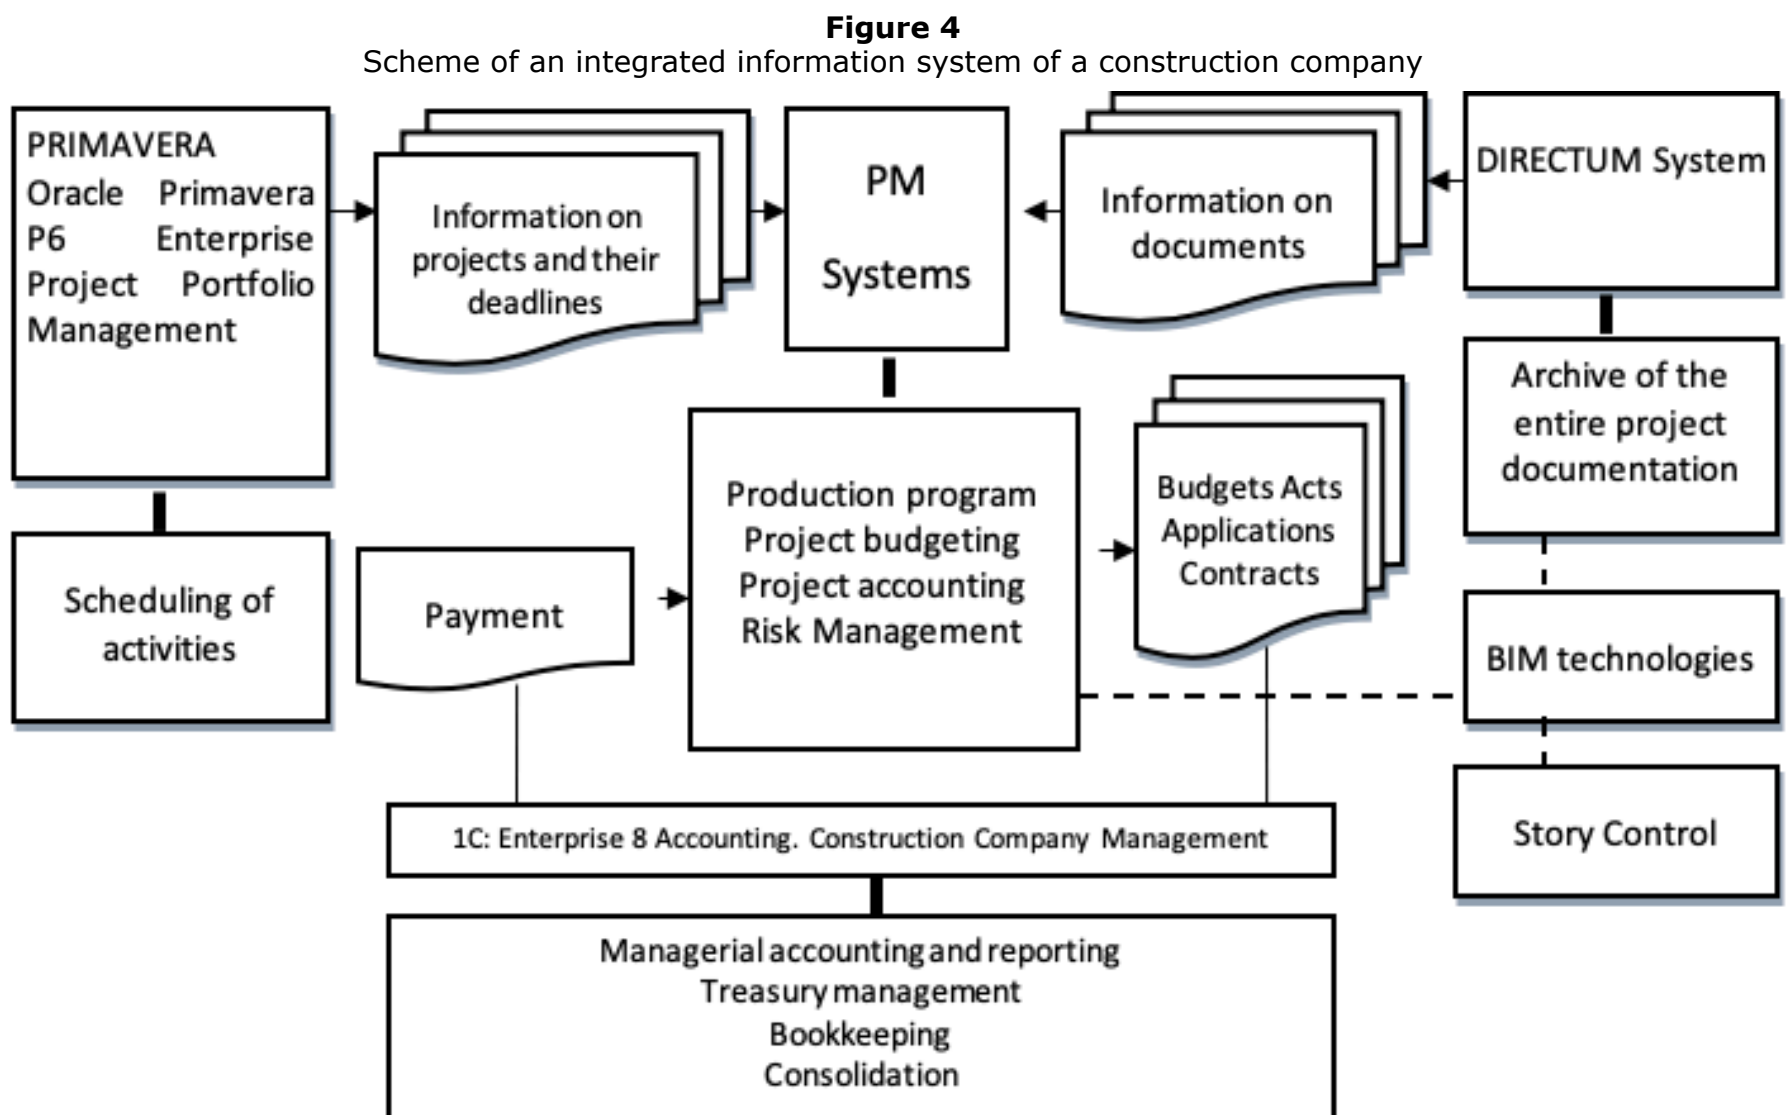 Figure 4
Scheme of an integrated information system of a construction company
PRIMAVERA
Oracle Primavera
P6 Enterprise
Project Portfolio
Management
Information on
projects and their
deadlines
PM
Systems
Information on
documents
DIRECTUM System
Archive of the
entire project
documentation
Scheduling of
activities
Payment
Production program
Project budgeting
Project accounting
Risk Management
Budgets Acts
Applications
Contracts
BIM technologies
Story Control
1C: Enterprise 8 Accounting. Construction Company Management
Managerial accounting and reporting
Treasury management
Bookkeeping
Consolidation